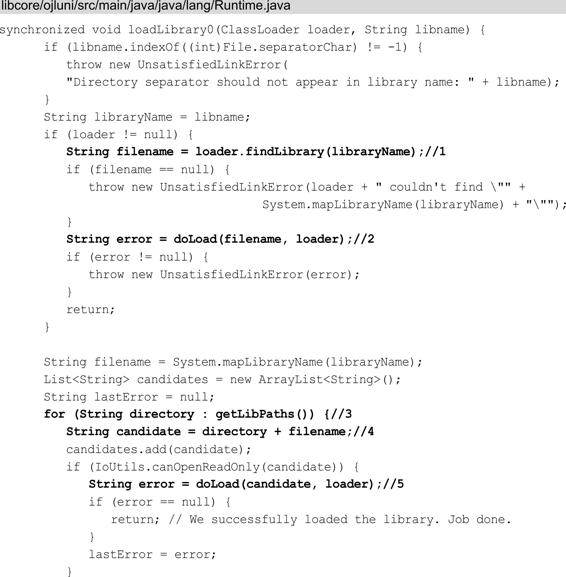 libcore/ojluni/src/main/java/java/lang/Runtime.java
synchronized void loadLibrary0(ClassLoader loader, String libname) {
if (libname.indexOf((int)File.separatorChar) != -1) {
throw new UnsatisfiedLinkError(
"Directory separator should not appear in library name: " + libname);
}
String libraryName = libname;
if (loader != null) {
String filename = loader.findLibrary(libraryName);//1
if (filename == null) {
throw new UnsatisfiedLinkError(loader + " couldn't find \"" +
System.mapLibraryName(libraryName) + "\"");
}
String error = doLoad(filename, loader);//2
if (error != null) {
throw new UnsatisfiedLinkError(error);
}
return;
}
String filename = System.mapLibraryName(libraryName);
List<String> candidates = new ArrayList<String>();
String lastError = null;
for (String directory : getLibPaths()) {//3
String candidate = directory + filename;//4
candidates.add(candidate);
if (IoUtils.canOpenReadOnly(candidate)) {
String error = doLoad(candidate, loader);//5
if (error == null) {
return; // We successfully loaded the library. Job done.
}
lastError = error;
}